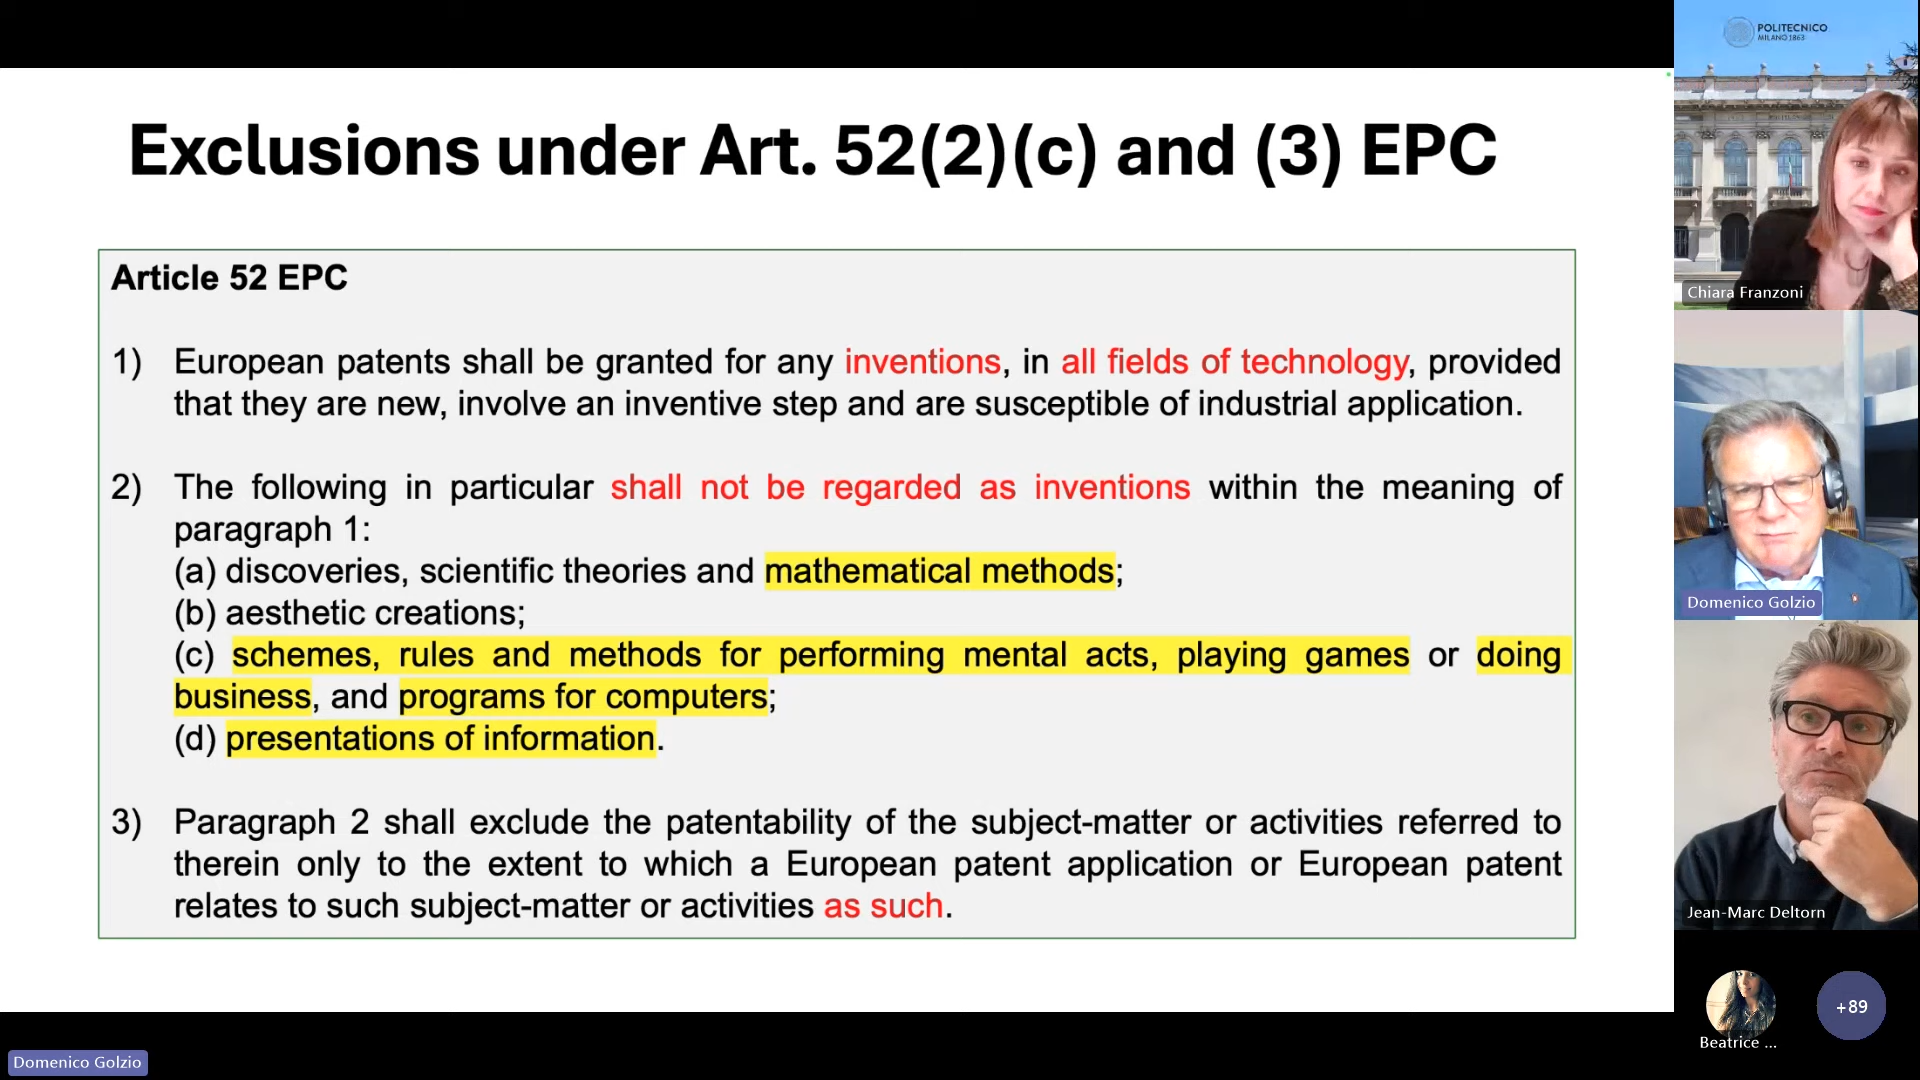 Exclusions under Art. 52(2)(c) and (3) EPC
Article 52 EPC
1) European patents shall be granted for any inventions, in all fields of technology, provided
that they are new, involve an inventive step and are susceptible of industrial application.
2) The following in particular shall not be regarded as inventions within the meaning of
paragraph 1:
(a) discoveries, scientific theories and mathematical methods;
(b) aesthetic creations;
(c) schemes, rules and methods for performing mental acts, playing games or doing
business, and programs for computers;
(d) presentations of information.
3) Paragraph 2 shall exclude the patentability of the subject-matter or activities referred to
therein only to the extent to which a European patent application or European patent
relates to such subject-matter or activities as such.
POLITECNICO
MILANO 1863
Chiara Franzoni
Domenico Golzio
Jean-Marc Deltorn
+89
Beatrice ...
Domenico Golzio